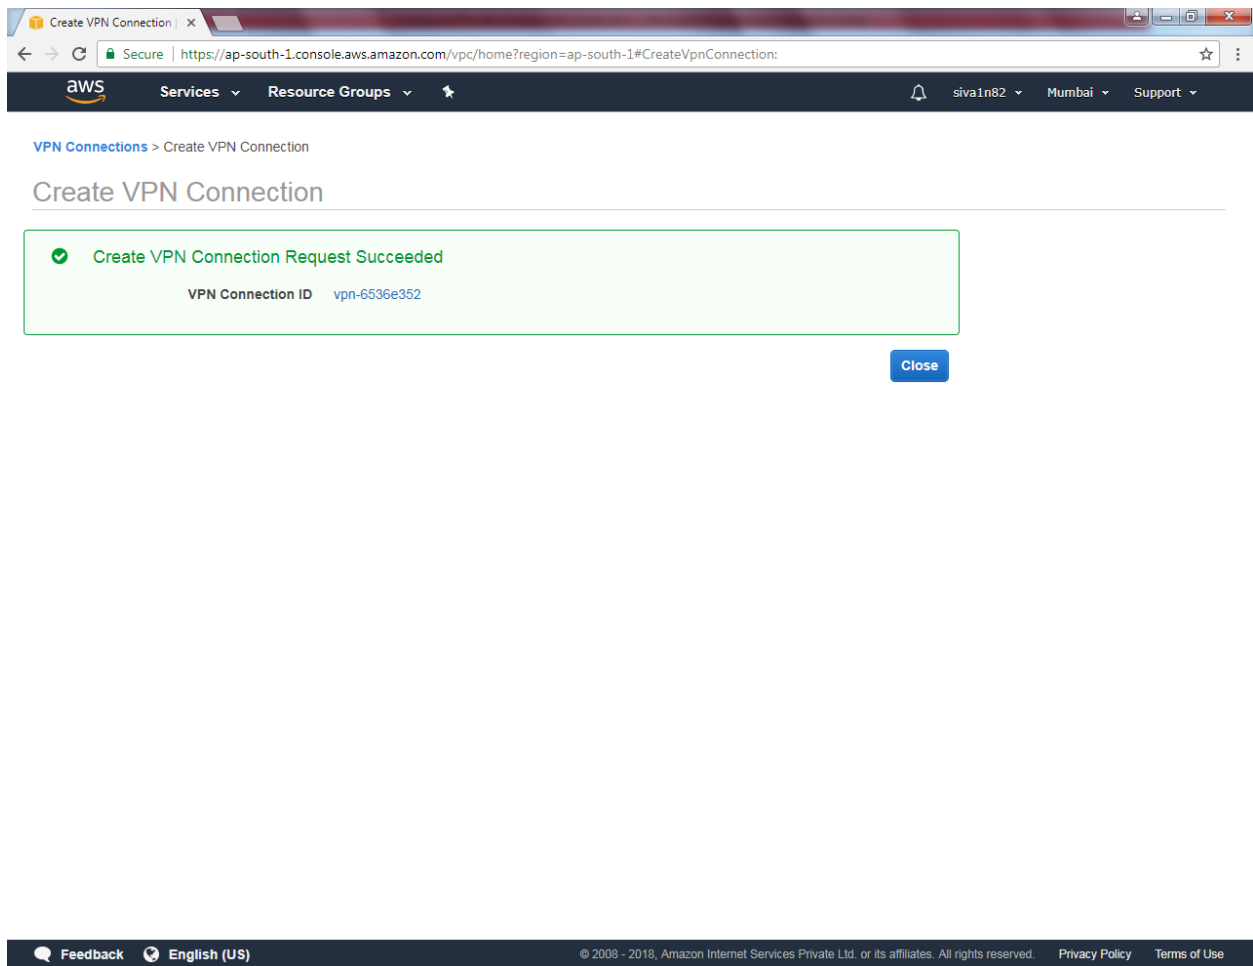 Create VPN Connection |
Secure | https://ap-south-1.console.aws.amazon.com/vpc/home?region=ap-south-1#CreateVpnConnection:
aws Services Resource Groups siva1n82 Mumbai Support
VPN Connections > Create VPN Connection
Create VPN Connection
Create VPN Connection Request Succeeded
VPN Connection ID vpn-6536e352
Close
Feedback English (US) © 2008 - 2018, Amazon Internet Services Private Ltd. or its affiliates. All rights reserved. Privacy Policy Terms of Use